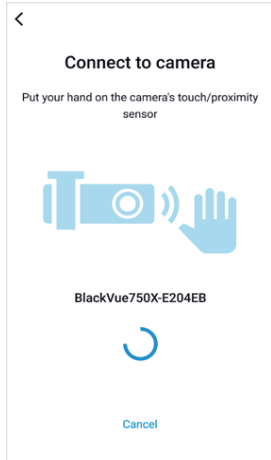 Connect to camera
Put your hand on the camera's touch/proximity
sensor
BlackVue750X-E204EB
Cancel